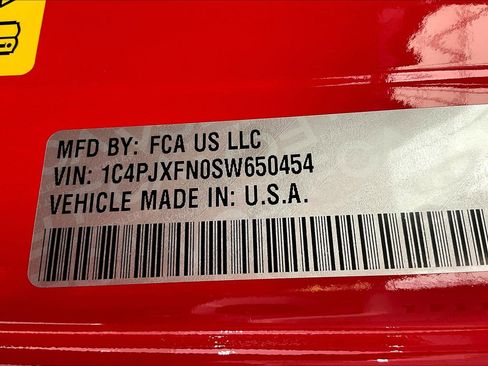 MFD BY: FCA US LLC
VIN: 1C4PJXFN0SW650454
VEHICLE MADE IN: U.S.A.